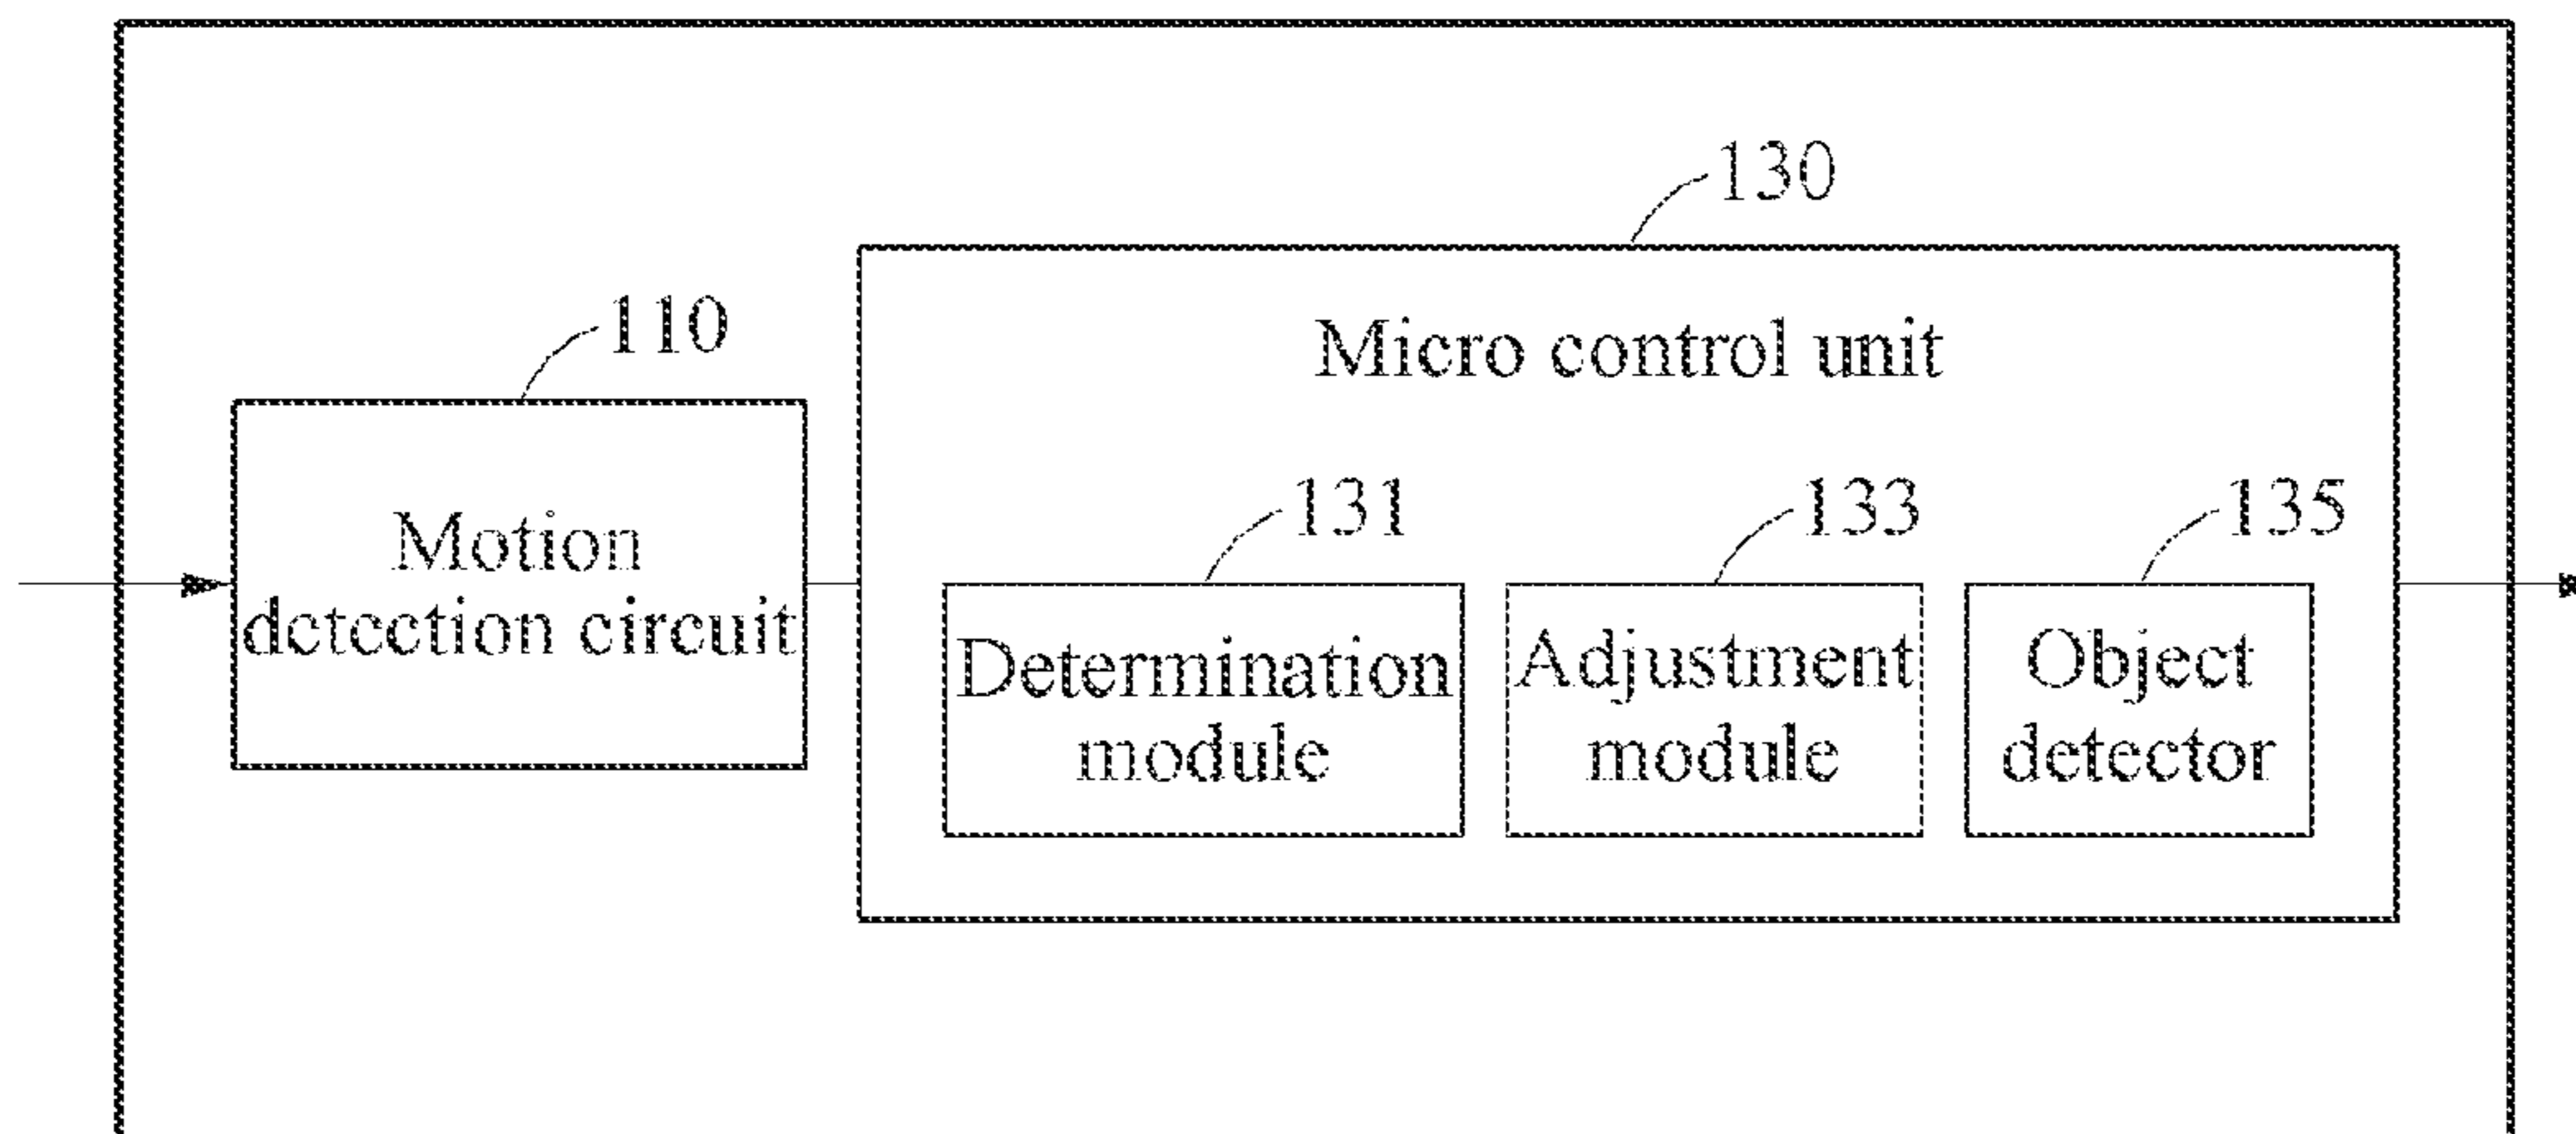 130
110
Micro control unit
Motion
detection circuit
131
133
135
Determination
module
Adjustment
module
Object
detector